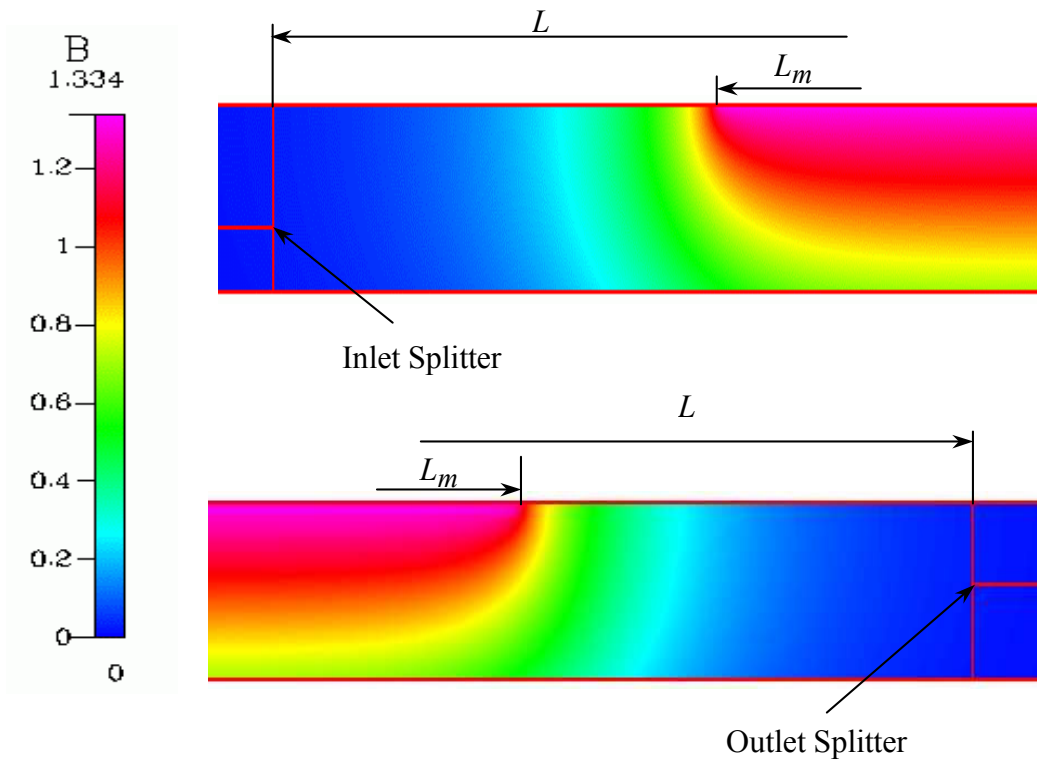 B
1.334
1.2
1
0.8
0.6
0.4
0.2
0
0
L
Lm
Inlet Splitter
L
Lm
Outlet Splitter